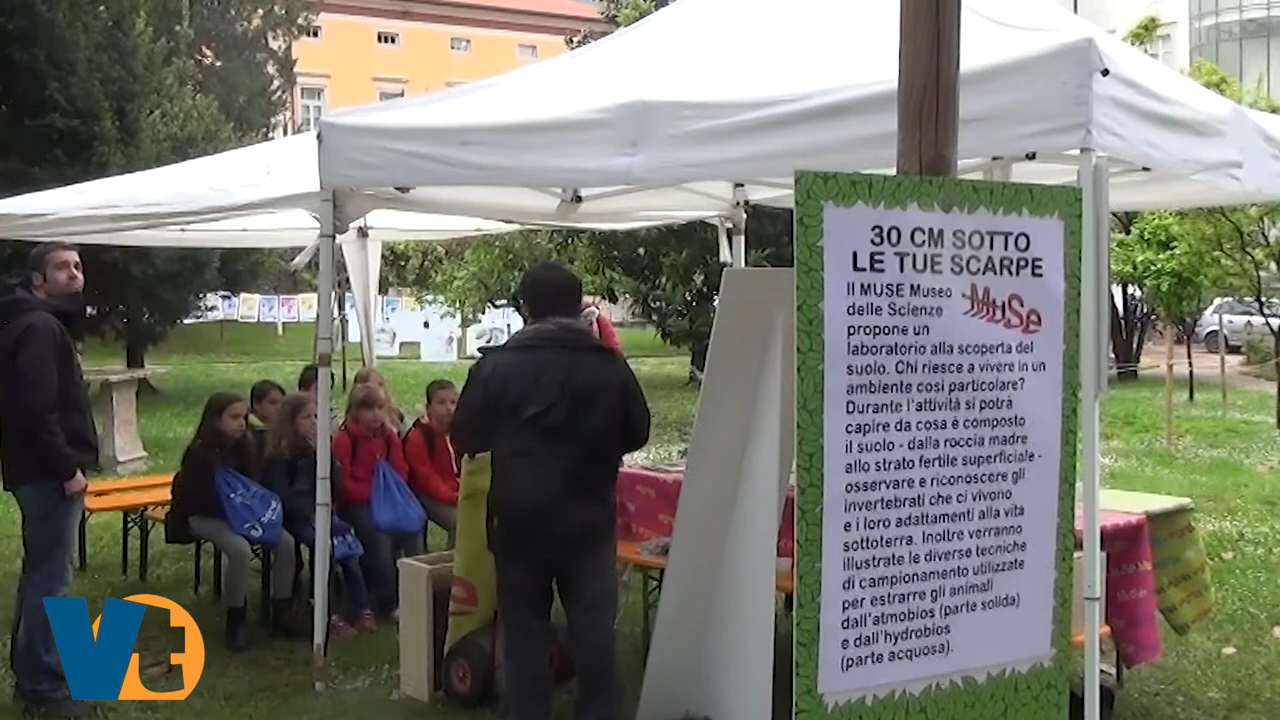 30 CM SOTTO
LE TUE SCARPE
Il MUSE Museo
delle Scienze
propone un
laboratorio alla scoperta del
suolo. Chi riesce a vivere in un
ambiente così particolare?
Durante l'attività si potrà
capire da cosa è composto
il suolo - dalla roccia madre
allo strato fertile superficiale -
osservare e riconoscere gli
invertebrati che ci vivono
e i loro adattamenti alla vita
sottoterra. Inoltre verranno
illustrate le diverse tecniche
di campionamento utilizzate
per estrarre gli animali
dall'atmobios (parte solida)
e dall'hydrobios
(parte acquosa).
MUSe
VE